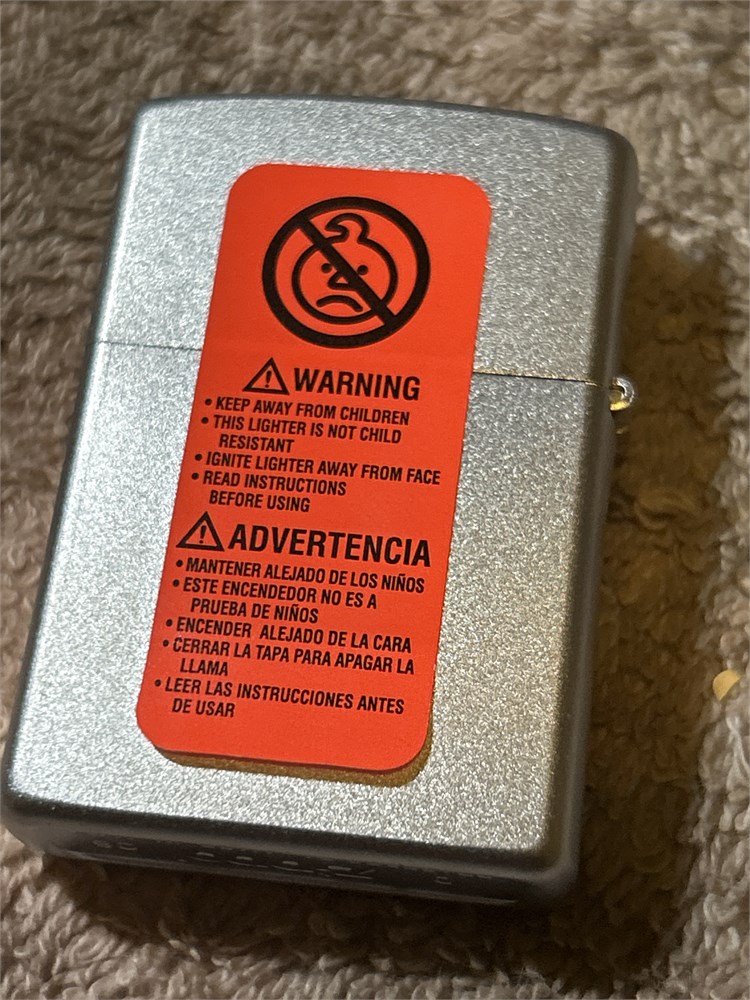 WARNING
• KEEP AWAY FROM CHILDREN
• THIS LIGHTER IS NOT CHILD
RESISTANT
• IGNITE LIGHTER AWAY FROM FACE
• READ INSTRUCTIONS
BEFORE USING
ADVERTENCIA
• MANTENER ALEJADO DE LOS NIÑOS
• ESTE ENCENDEDOR NO ES A
PRUEBA DE NIÑOS
• ENCENDER ALEJADO DE LA CARA
• CERRAR LA TAPA PARA APAGAR LA
LLAMA
• LEER LAS INSTRUCCIONES ANTES
DE USAR